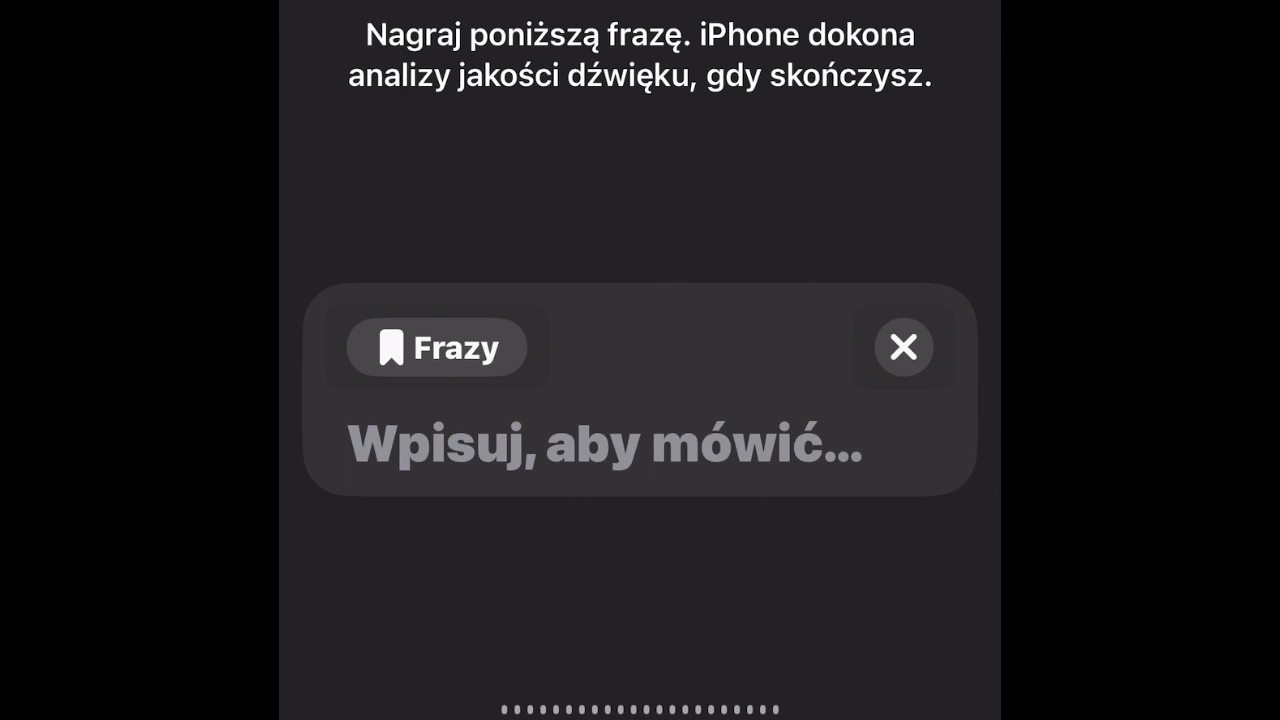 Nagraj poniższą frazę. iPhone dokona
analizy jakości dźwięku, gdy skończysz.
Frazy
Wpisuj, aby mówić...